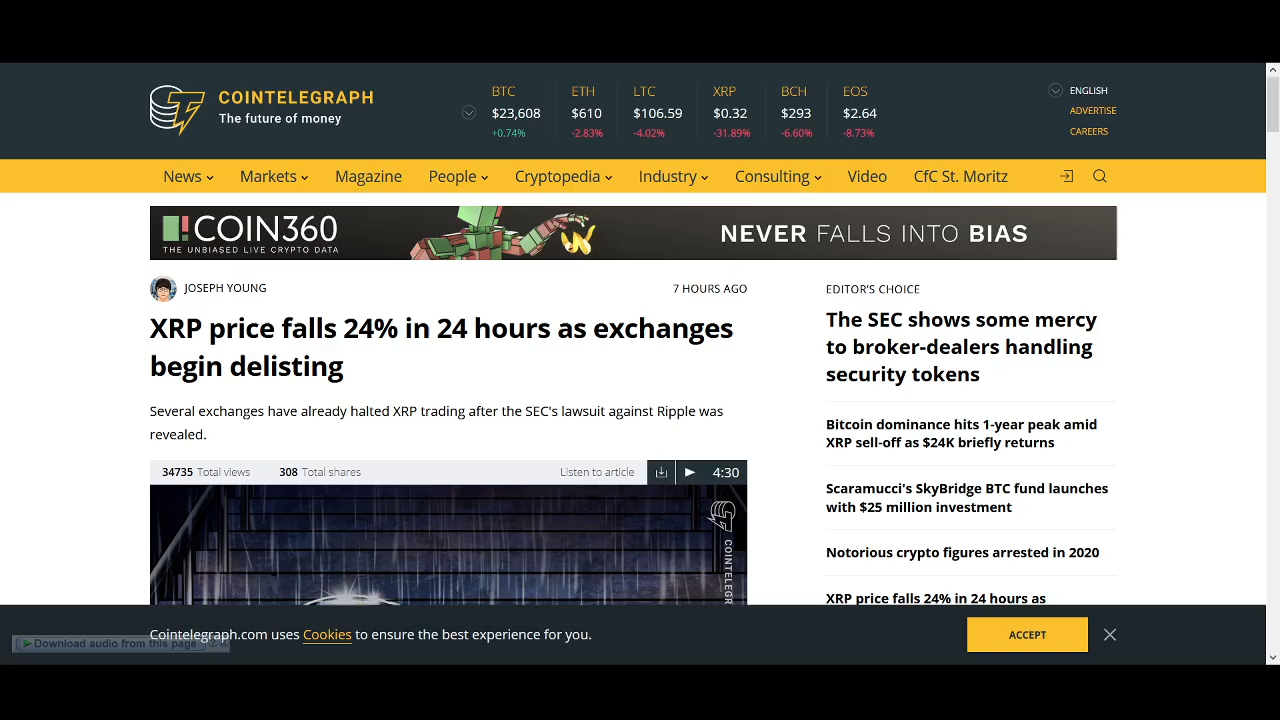 COINTELEGRAPH
The future of money
BTC
$23,608
+0.74%
ETH
$610
-2.83%
LTC
$106.59
-4.02%
XRP
$0.32
-31.89%
BCH
$293
-6.60%
EOS
$2.64
-8.73%
ENGLISH
ADVERTISE
CAREERS
News Markets Magazine People Cryptopedia Industry Consulting Video CfC St. Moritz
COIN360
THE UNBIASED LIVE CRYPTO DATA
NEVER FALLS INTO BIAS
JOSEPH YOUNG
7 HOURS AGO
XRP price falls 24% in 24 hours as exchanges
begin delisting
Several exchanges have already halted XRP trading after the SEC's lawsuit against Ripple was
revealed.
34735 Total views 308 Total shares Listen to article 4:30
COINTELEGR
EDITOR'S CHOICE
The SEC shows some mercy
to broker-dealers handling
security tokens
Bitcoin dominance hits 1-year peak amid
XRP sell-off as $24K briefly returns
Scaramucci's SkyBridge BTC fund launches
with $25 million investment
Notorious crypto figures arrested in 2020
XRP price falls 24% in 24 hours as
Cointelegraph.com uses Cookies to ensure the best experience for you.
ACCEPT
Download audio from this page